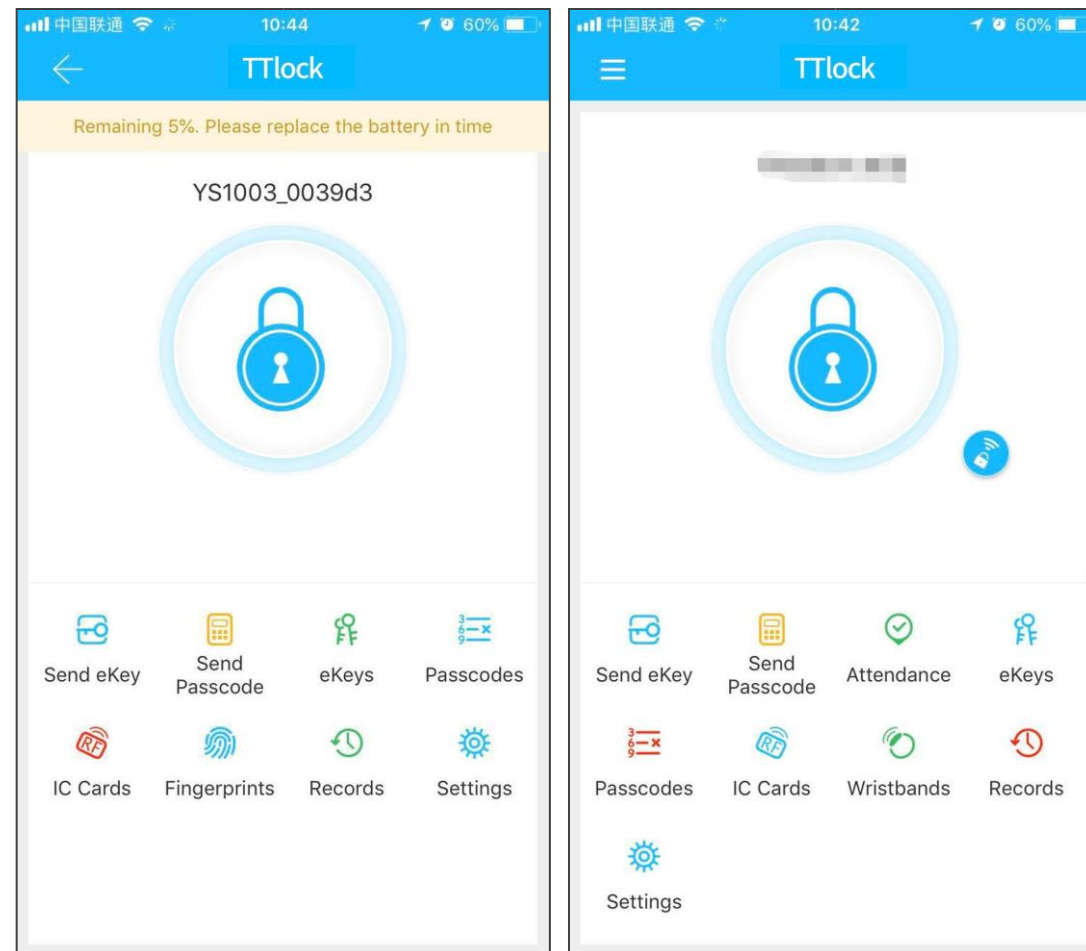 中国联通 10:44 60%
TTlock
Remaining 5%. Please replace the battery in time
YS1003_0039d3
Send eKey
Send
Passcode
eKeys
Passcodes
IC Cards
Fingerprints
Records
Settings
中国联通 10:42 60%
TTlock
Send eKey
Send
Passcode
Attendance
eKeys
Passcodes
IC Cards
Wristbands
Records
Settings